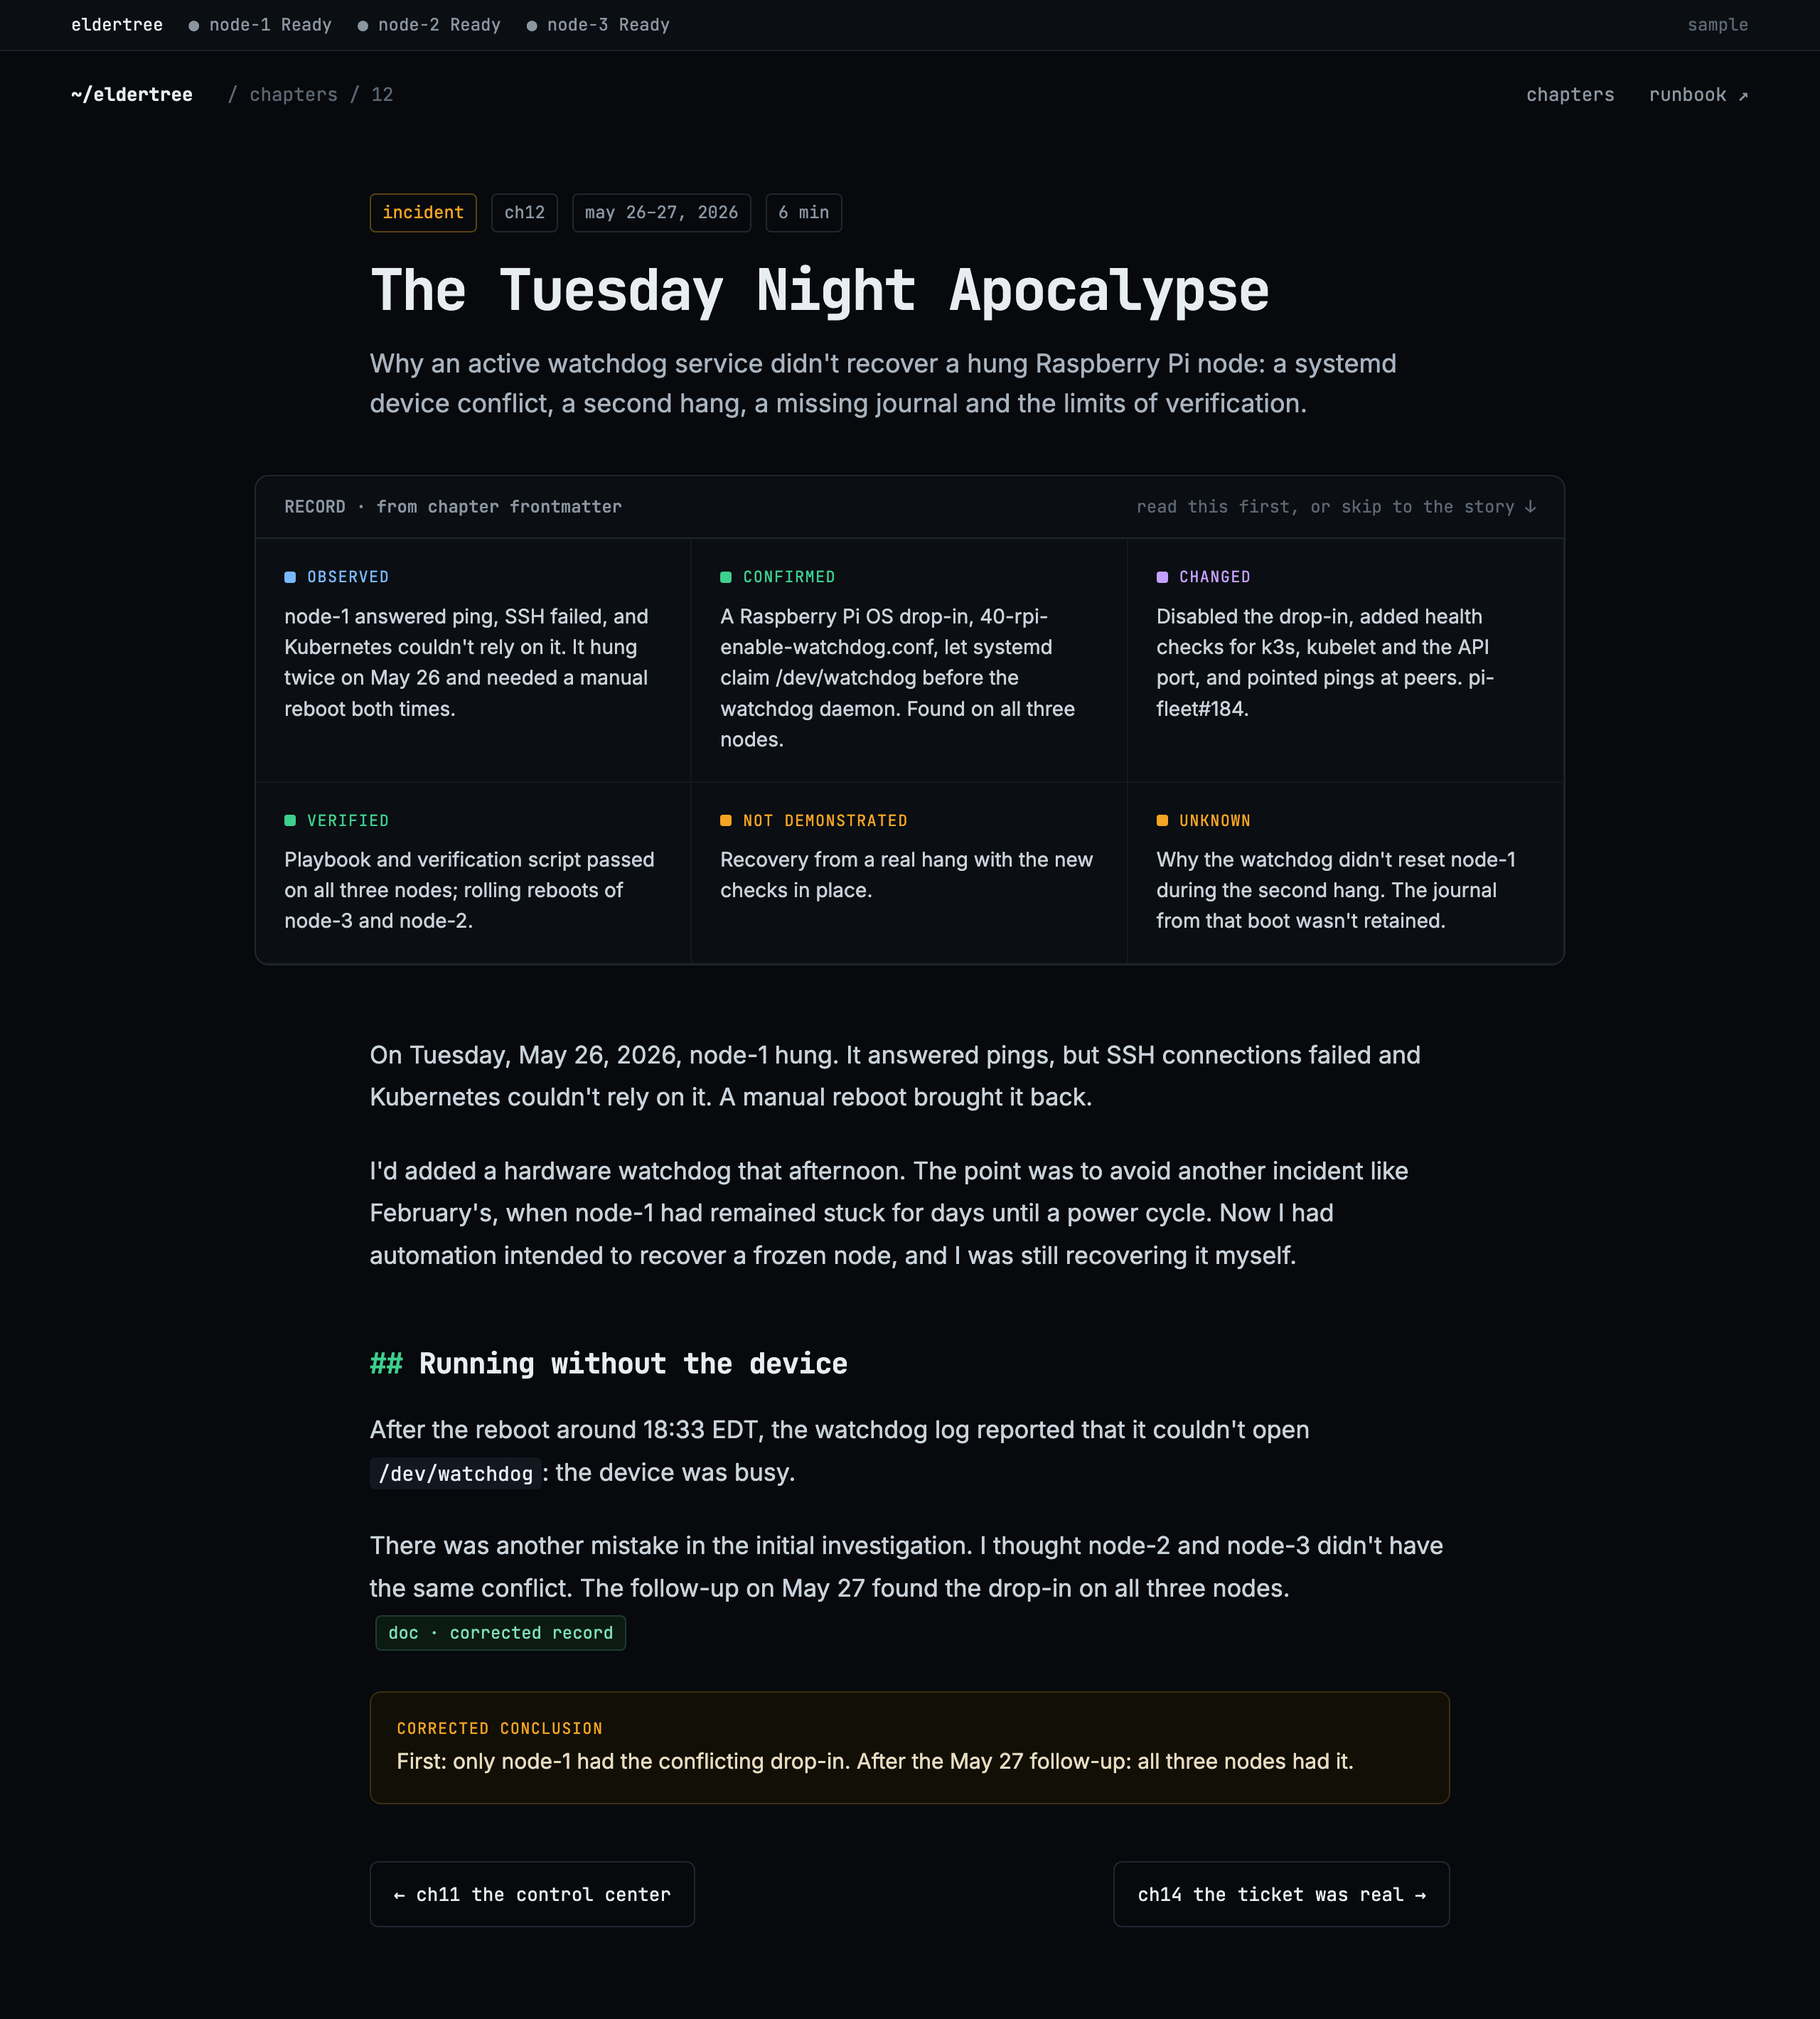 eldertree ● node-1 Ready ● node-2 Ready ● node-3 Ready sample
~/eldertree / chapters / 12 chapters runbook ↗
incident ch12 may 26–27, 2026 6 min
The Tuesday Night Apocalypse
Why an active watchdog service didn't recover a hung Raspberry Pi node: a systemd
device conflict, a second hang, a missing journal and the limits of verification.
RECORD · from chapter frontmatter read this first, or skip to the story ↓
OBSERVED
node-1 answered ping, SSH failed, and
Kubernetes couldn't rely on it. It hung
twice on May 26 and needed a manual
reboot both times.
CONFIRMED
A Raspberry Pi OS drop-in, 40-rpi-
enable-watchdog.conf, let systemd
claim /dev/watchdog before the
watchdog daemon. Found on all three
nodes.
CHANGED
Disabled the drop-in, added health
checks for k3s, kubelet and the API
port, and pointed pings at peers. pi-
fleet#184.
VERIFIED
Playbook and verification script passed
on all three nodes; rolling reboots of
node-3 and node-2.
NOT DEMONSTRATED
Recovery from a real hang with the new
checks in place.
UNKNOWN
Why the watchdog didn't reset node-1
during the second hang. The journal
from that boot wasn't retained.
On Tuesday, May 26, 2026, node-1 hung. It answered pings, but SSH connections failed and
Kubernetes couldn't rely on it. A manual reboot brought it back.
I'd added a hardware watchdog that afternoon. The point was to avoid another incident like
February's, when node-1 had remained stuck for days until a power cycle. Now I had
automation intended to recover a frozen node, and I was still recovering it myself.
## Running without the device
After the reboot around 18:33 EDT, the watchdog log reported that it couldn't open
/dev/watchdog: the device was busy.
There was another mistake in the initial investigation. I thought node-2 and node-3 didn't have
the same conflict. The follow-up on May 27 found the drop-in on all three nodes.
doc · corrected record
CORRECTED CONCLUSION
First: only node-1 had the conflicting drop-in. After the May 27 follow-up: all three nodes had it.
← ch11 the control center ch14 the ticket was real →